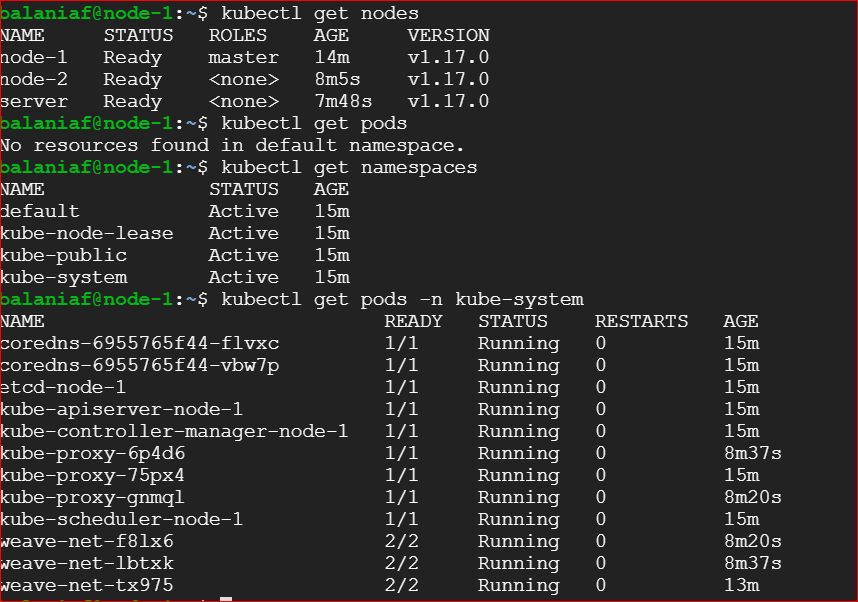 balaniaf@node-1:~$ kubectl get nodes
NAME STATUS ROLES AGE VERSION
node-1 Ready master 14m v1.17.0
node-2 Ready <none> 8m5s v1.17.0
server Ready <none> 7m48s v1.17.0
balaniaf@node-1:~$ kubectl get pods
No resources found in default namespace.
balaniaf@node-1:~$ kubectl get namespaces
NAME STATUS AGE
default Active 15m
kube-node-lease Active 15m
kube-public Active 15m
kube-system Active 15m
balaniaf@node-1:~$ kubectl get pods -n kube-system
NAME READY STATUS RESTARTS AGE
coredns-6955765f44-flvxc 1/1 Running 0 15m
coredns-6955765f44-vbw7p 1/1 Running 0 15m
etcd-node-1 1/1 Running 0 15m
kube-apiserver-node-1 1/1 Running 0 15m
kube-controller-manager-node-1 1/1 Running 0 15m
kube-proxy-6p4d6 1/1 Running 0 8m37s
kube-proxy-75px4 1/1 Running 0 15m
kube-proxy-gnmql 1/1 Running 0 8m20s
kube-scheduler-node-1 1/1 Running 0 15m
weave-net-f8lx6 2/2 Running 0 8m20s
weave-net-lbtxk 2/2 Running 0 8m37s
weave-net-tx975 2/2 Running 0 13m